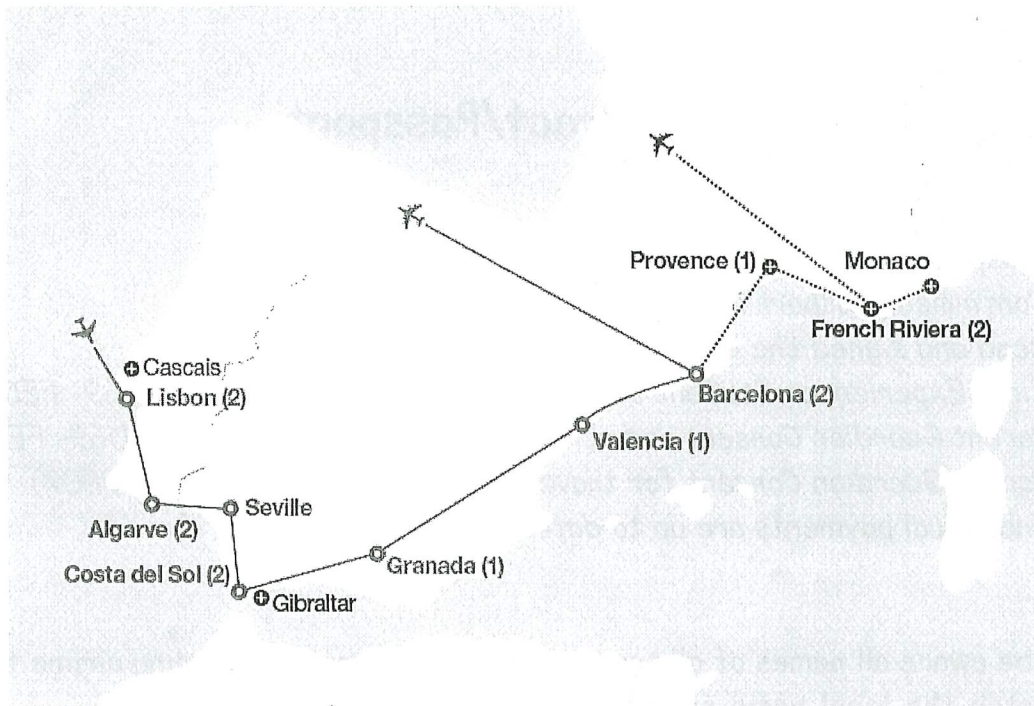 Provence (1)
Monaco
French Riviera (2)
Cascais
Lisbon (2)
Barcelona (2)
Valencia (1)
Algarve (2)
Seville
Costa del Sol (2)
Granada (1)
Gibraltar